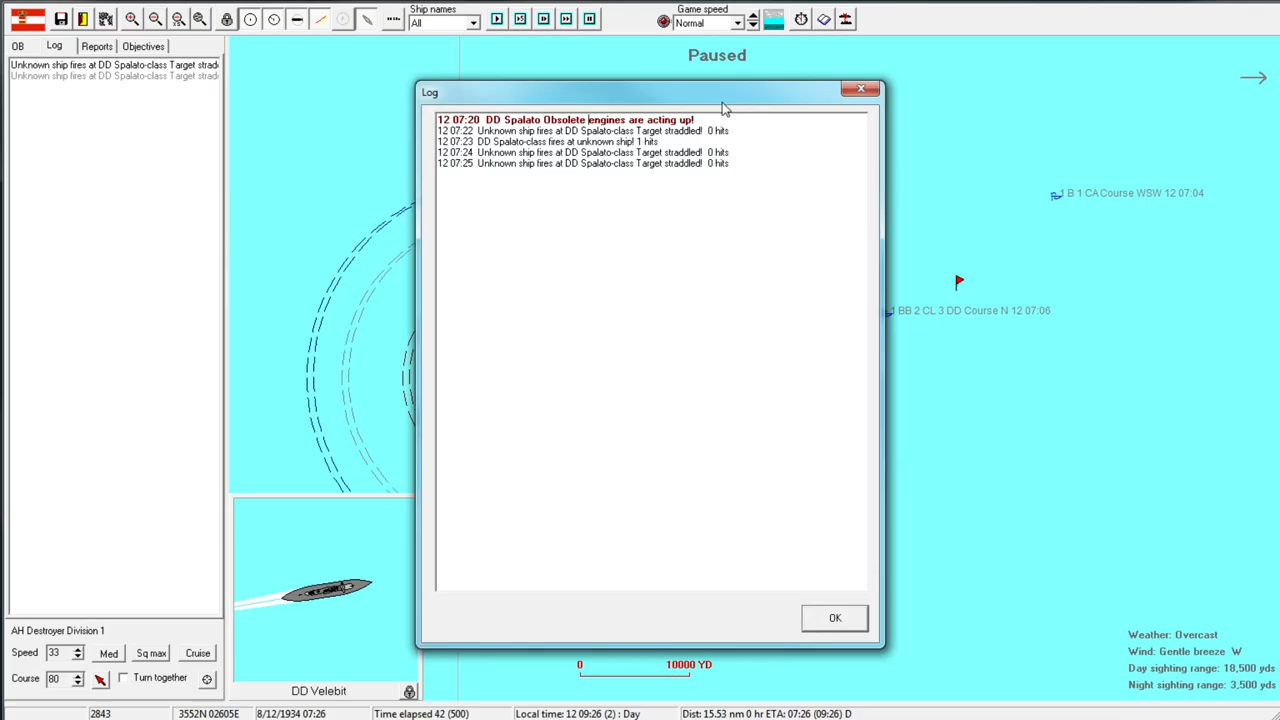 Ship names
All
Game speed
Normal
OB
Log
Reports
Objectives
Unknown ship fires at DD Spalato-class Target strad
Unknown ship fires at DD Spalato-class Target strad
Paused
Log
12 07:20 DD Spalato Obsolete engines are acting up!
12 07:22 Unknown ship fires at DD Spalato-class Target straddled! 0 hits
12 07:23 DD Spalato-class fires at unknown ship! 1 hits
12 07:24 Unknown ship fires at DD Spalato-class Target straddled! 0 hits
12 07:25 Unknown ship fires at DD Spalato-class Target straddled! 0 hits
OK
1 B 1 CA Course WSW 12 07:04
1 BB 2 CL 3 DD Course N 12 07:06
AH Destroyer Division 1
Speed 33 Med Sq max Cruise
Course 80 Turn together
DD Velebit
0 10000 YD
Weather: Overcast
Wind: Gentle breeze W
Day sighting range: 18,500 yds
Night sighting range: 3,500 yds
2843 3552N 02605E 8/12/1934 07:26 Time elapsed 42 (500) Local time: 12 09:26 (2) : Day Dist: 15.53 nm 0 hr ETA: 07:26 (09:26) D